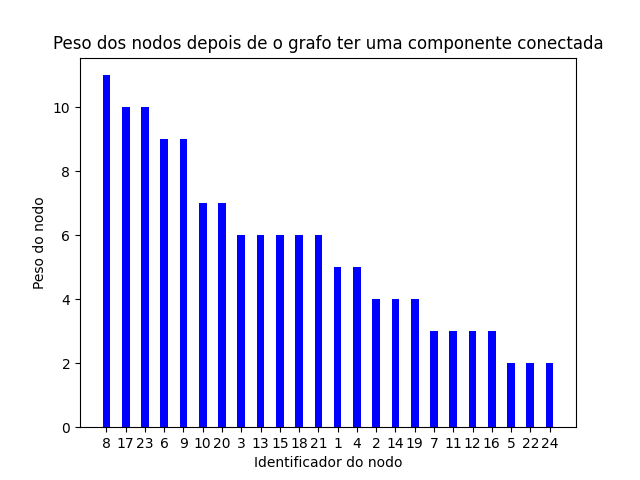 Peso dos nodos depois de o grafo ter uma componente conectada
Peso do nodo
10
8
6
4
2
0
8 17 23 6 9 10 20 3 13 15 18 21 1 4 2 14 19 7 11 12 16 5 22 24
Identificador do nodo